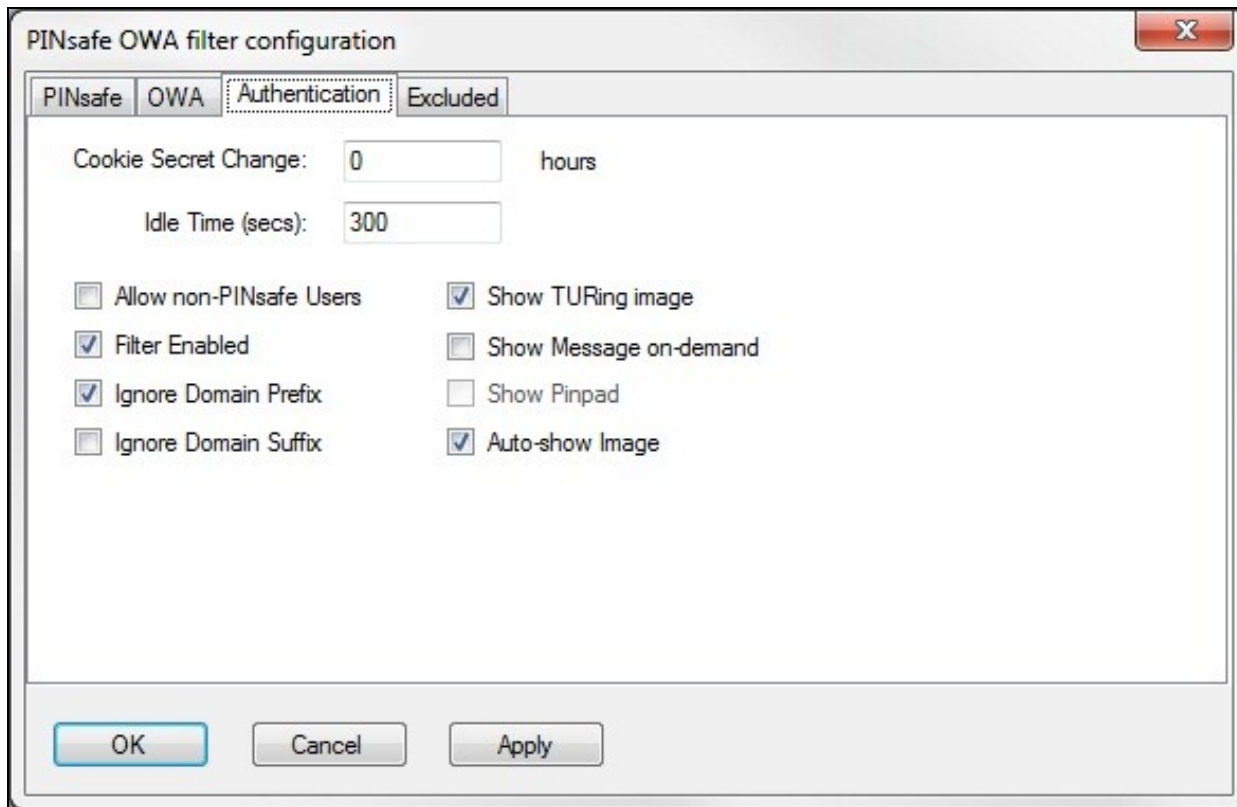 PINsafe OWA filter configuration
PINsafe OWA Authentication Excluded
Cookie Secret Change: 0 hours
Idle Time (secs): 300
Allow non-PINsafe Users Show TURing image
Filter Enabled Show Message on-demand
Ignore Domain Prefix Show Pinpad
Ignore Domain Suffix Auto-show Image
OK Cancel Apply